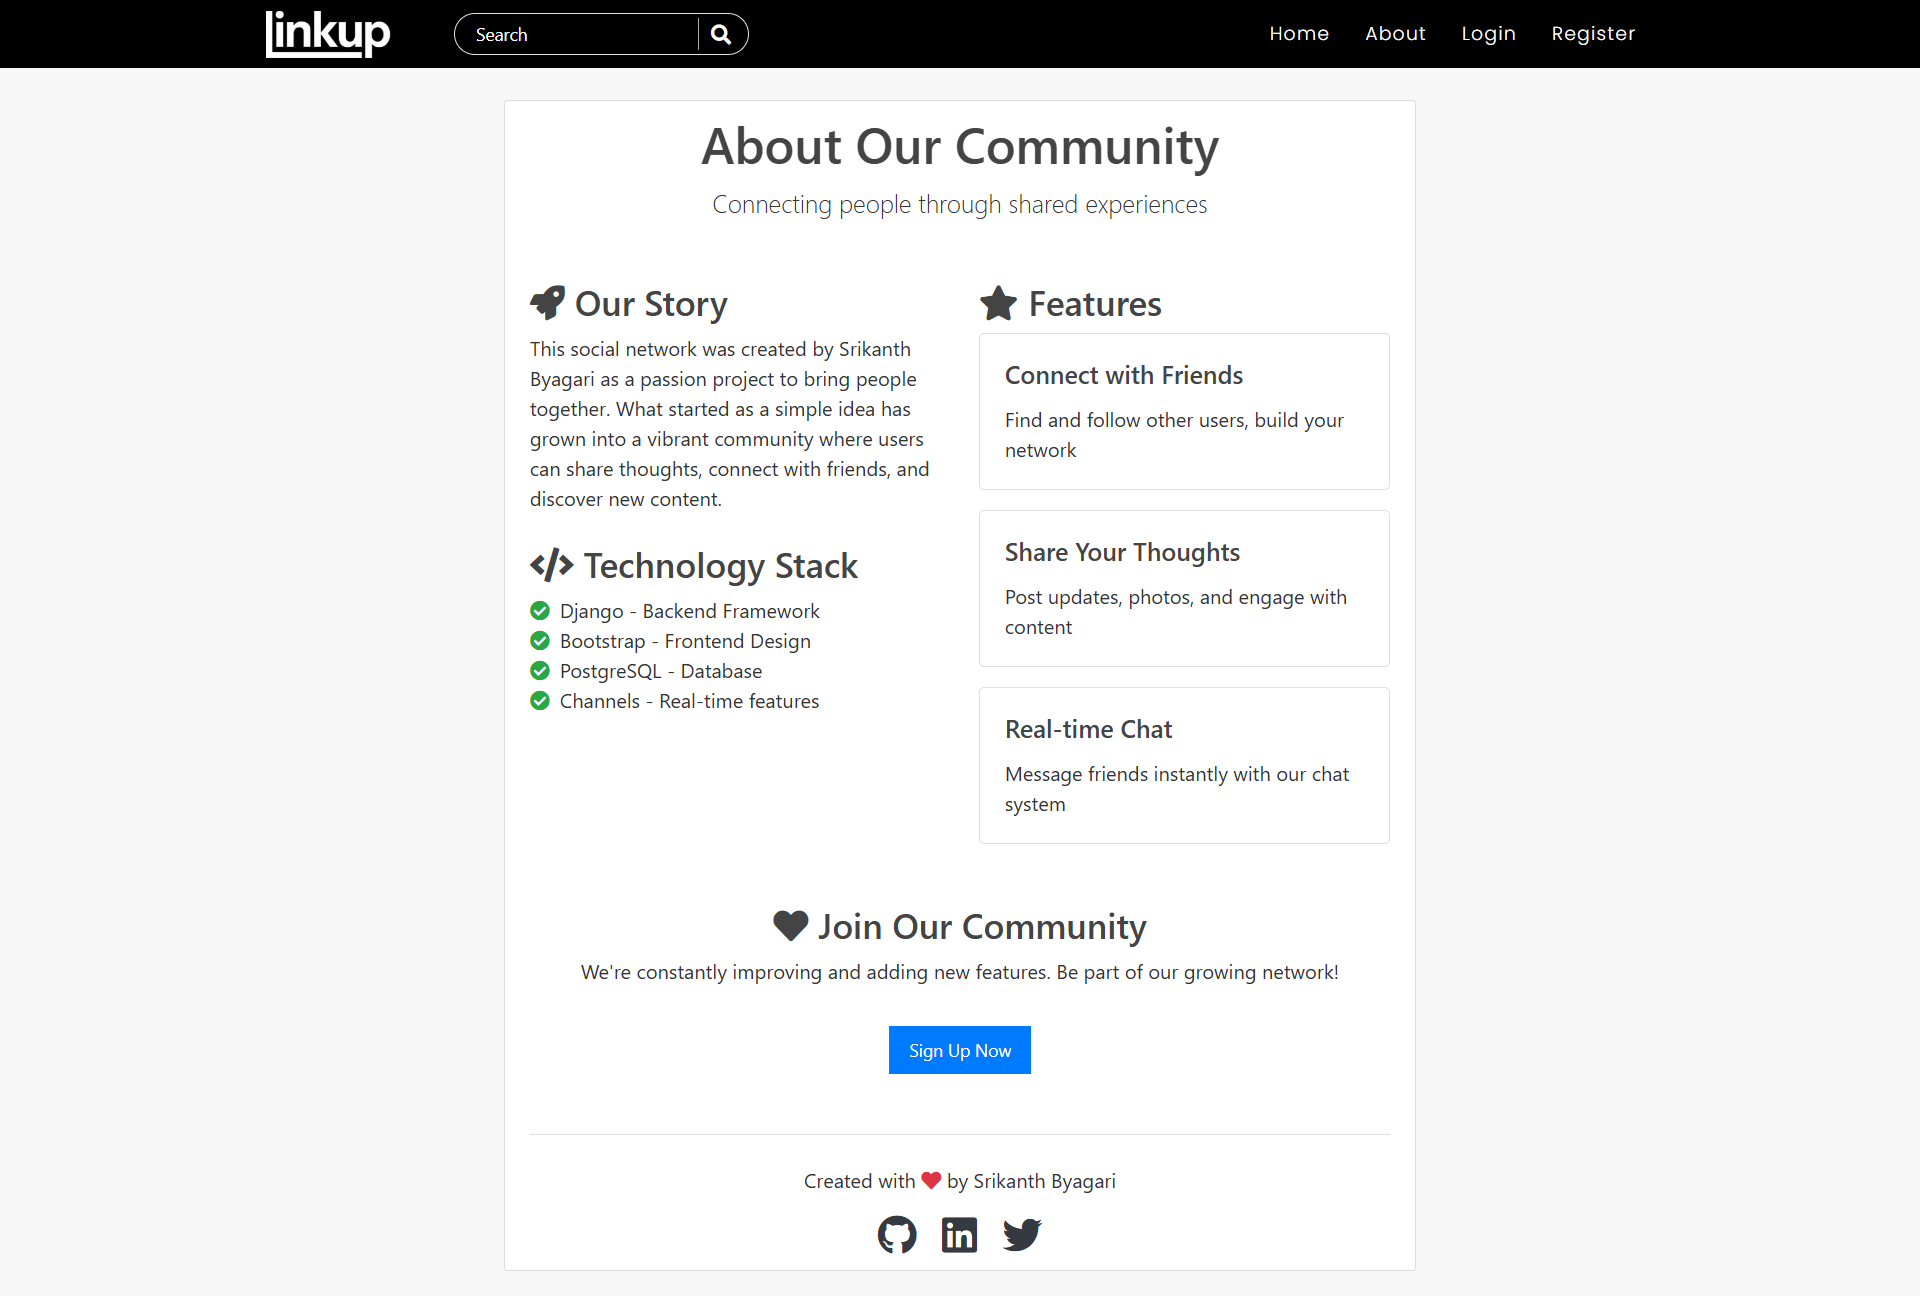 linkup
Search
Home
About
Login
Register
About Our Community
Connecting people through shared experiences
Our Story
This social network was created by Srikanth
Byagari as a passion project to bring people
together. What started as a simple idea has
grown into a vibrant community where users
can share thoughts, connect with friends, and
discover new content.
Technology Stack
Django - Backend Framework
Bootstrap - Frontend Design
PostgreSQL - Database
Channels - Real-time features
Features
Connect with Friends
Find and follow other users, build your
network
Share Your Thoughts
Post updates, photos, and engage with
content
Real-time Chat
Message friends instantly with our chat
system
Join Our Community
We're constantly improving and adding new features. Be part of our growing network!
Sign Up Now
Created with ❤ by Srikanth Byagari
in